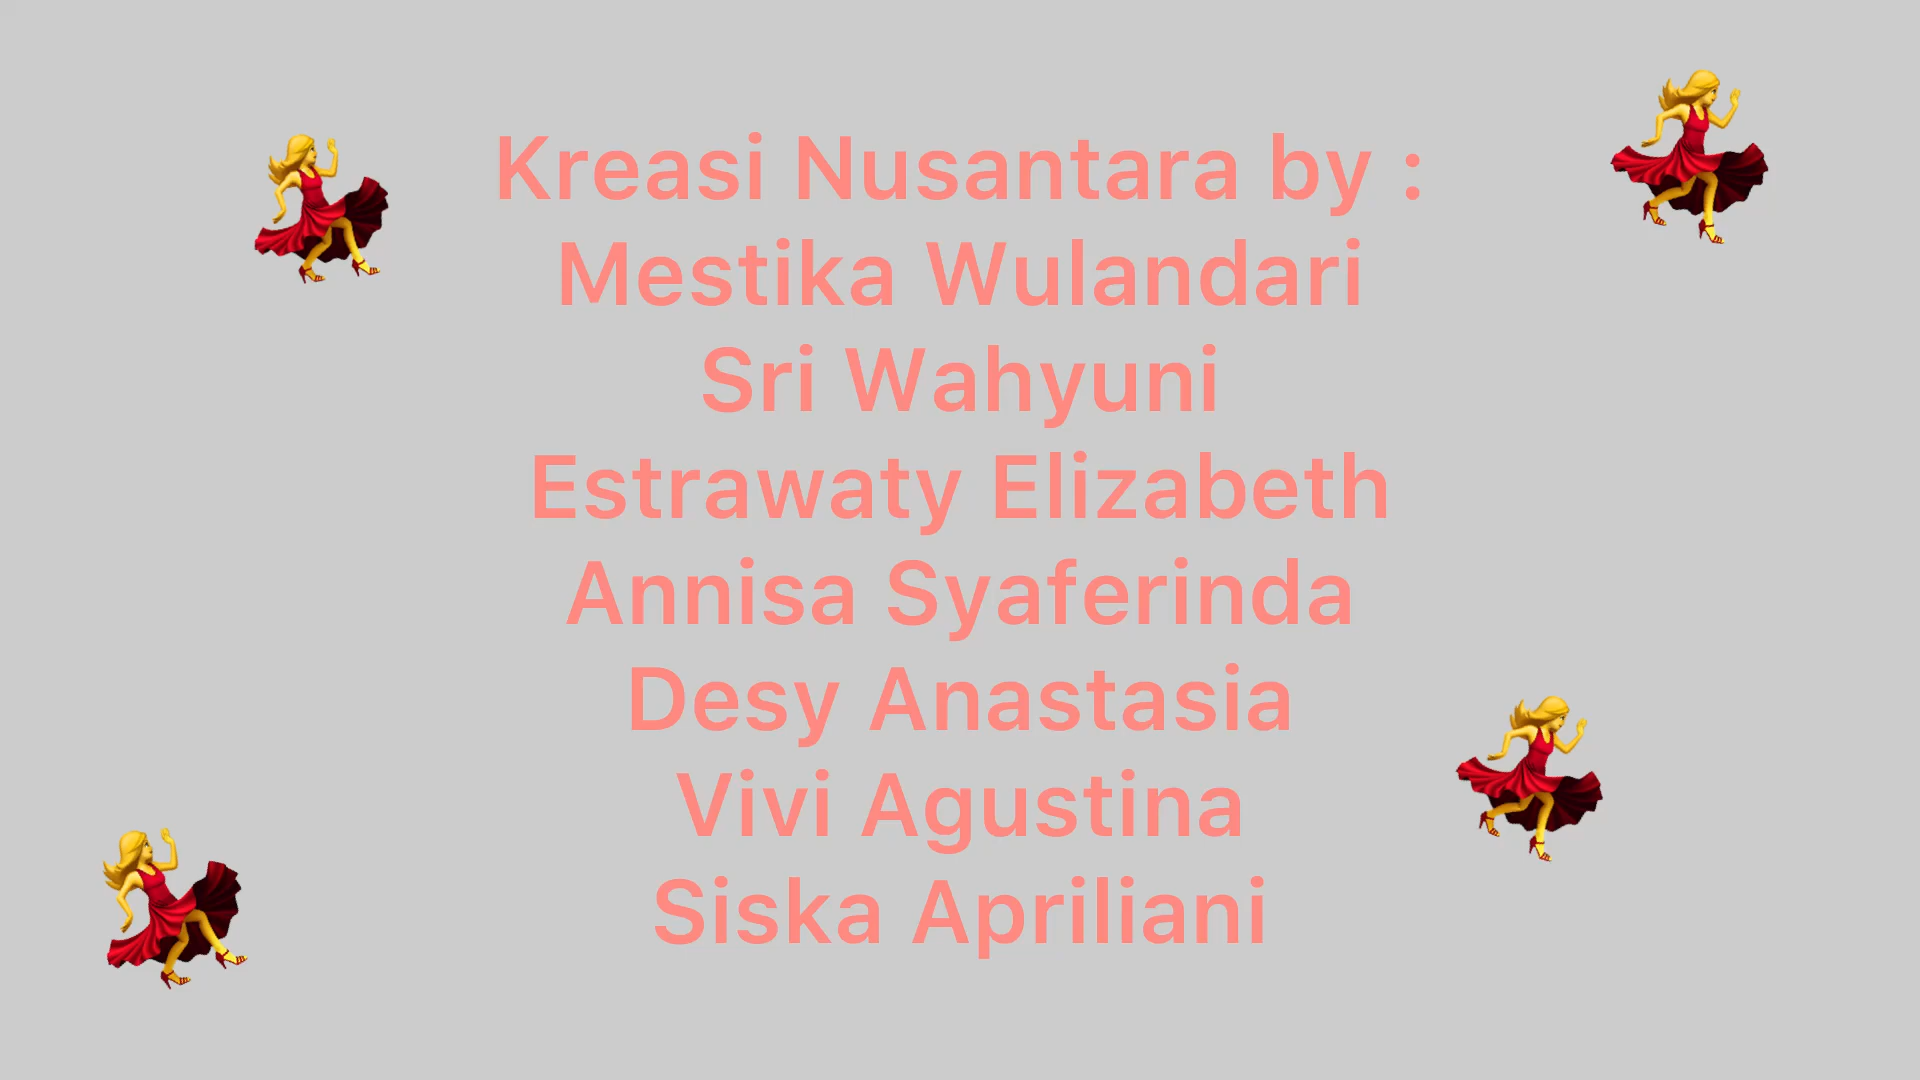 Kreasi Nusantara by :
Mestika Wulandari
Sri Wahyuni
Estrawaty Elizabeth
Annisa Syaferinda
Desy Anastasia
Vivi Agustina
Siska Apriliani